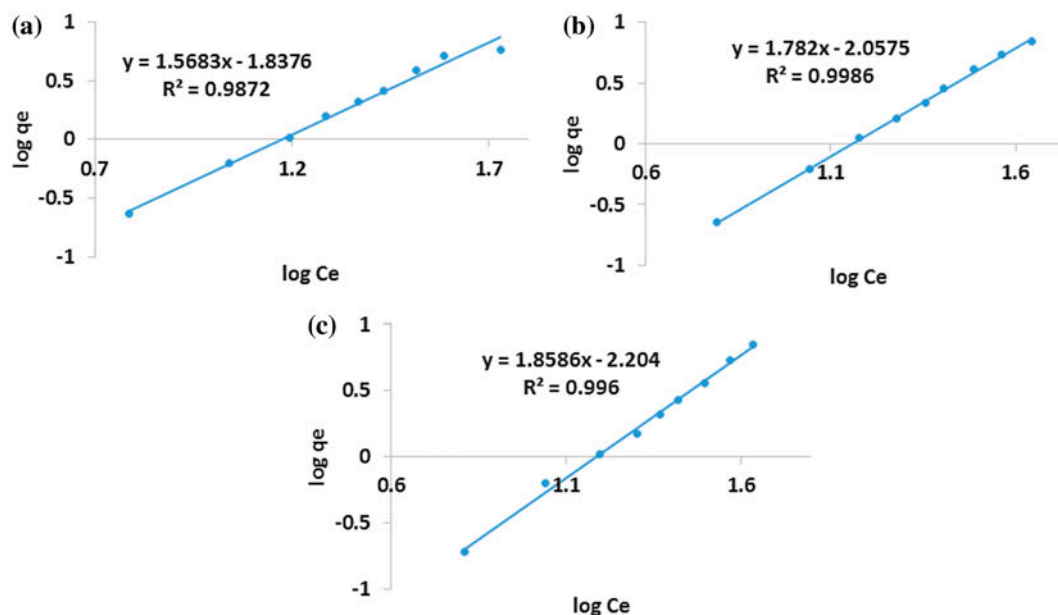 (a)
y = 1.5683x - 1.8376
R² = 0.9872
log qe
1
0.5
0
-0.5
-1
0.7
1.2
1.7
log Ce
(b)
y = 1.782x - 2.0575
R² = 0.9986
log qe
1
0.5
0
-0.5
-1
0.6
1.1
1.6
log Ce
(c)
y = 1.8586x - 2.204
R² = 0.996
log qe
1
0.5
0
-0.5
-1
0.6
1.1
1.6
log Ce